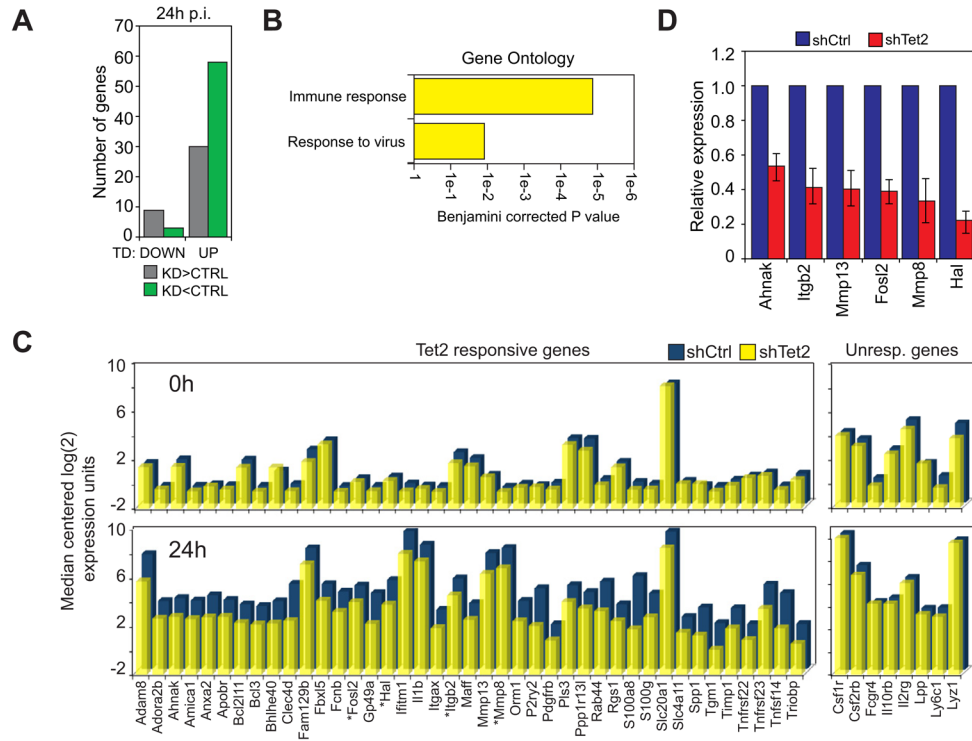 A
24h p.i.
Number of genes
70
60
50
40
30
20
10
0
TD: DOWN UP
KD>CTRL
KD<CTRL
B
Gene Ontology
Immune response
Response to virus
1
1e-1
1e-2
1e-3
1e-4
1e-5
1e-6
Benjamini corrected P value
D
shCtrl shTet2
Relative expression
1.2
1
0.8
0.6
0.4
0.2
0
Ahnak
Itgb2
Mmp13
Fosl2
Mmp8
Hal
C
Tet2 responsive genes
shCtrl shTet2
Unresp. genes
Median centered log(2)
expression units
10
6
2
-2
0h
10
6
2
-2
24h
Adam8
Adora2b
Ahnak
Amica1
Anxa2
Apobr
Bcl2l11
Bcl3
Bhlhe40
Clec4d
Fam129b
Fbxl5
Fcnb
*Fosl2
Gp49a
*Hal
Ifitm1
Il1b
Itgax
*Itgb2
Maff
Mmp13
*Mmp8
Orm1
P2ry2
Pdgfrb
Pls3
Ppp1r13l
Rab44
Rgs1
S100a8
S100g
Slc20a1
Slc4a11
Spp1
Tgm1
Timp1
Tnfrsf22
Tnfrsf23
Tnfsf14
Triobp
Csf1r
Csf2rb
Fcgr4
Il10rb
Il2rg
Lpp
Ly6c1
Lyz1